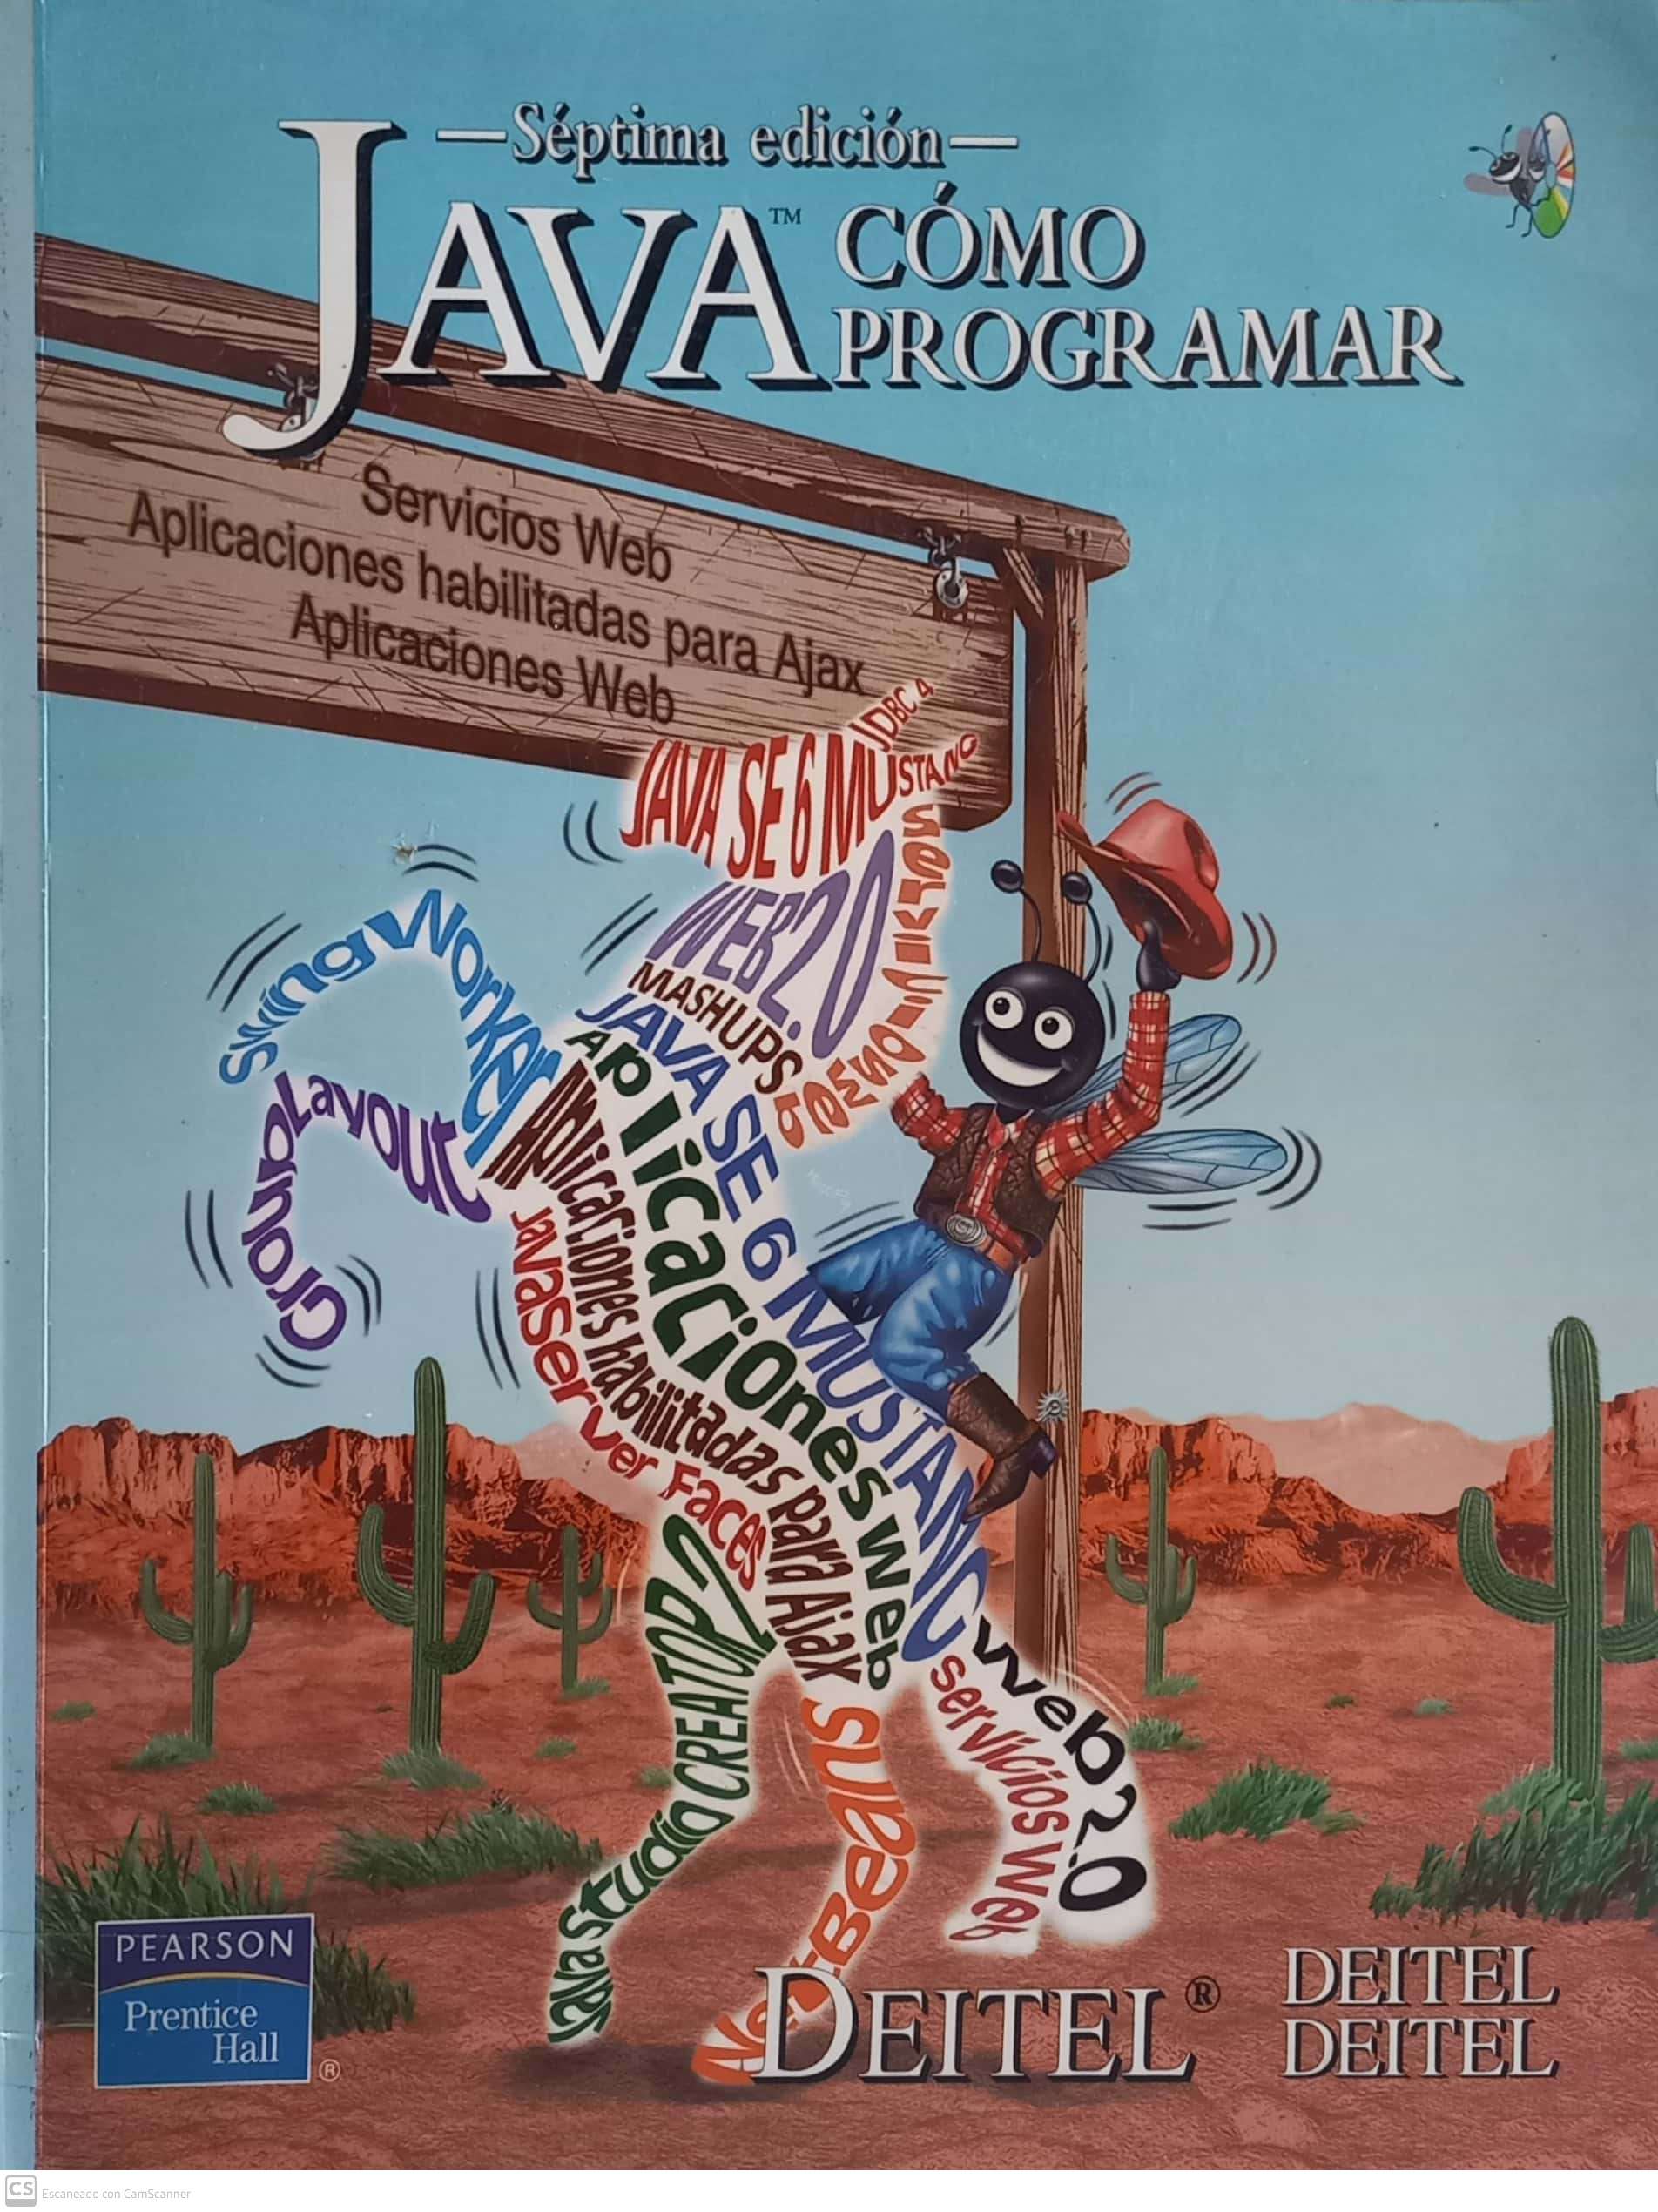 Séptima edición
JAVA™ CÓMO
PROGRAMAR
Servicios Web
Aplicaciones habilitadas para Ajax
Aplicaciones Web
JDBC 4
JAVA SE 6 MUSTANG
servicios
WEB 2.0
MASHUPS
JAVA SE 6 MUSTANG
Aplicaciones web
Aplicaciones habilitadas para Ajax
SwingWorker
GroupLayout
JavaServer Faces
Java Studio CREATOR 2
NetBeans
web 2.0
servicios Web
PEARSON
Prentice
Hall
®
DEITEL®
DEITEL
DEITEL
CS Escaneado con CamScanner